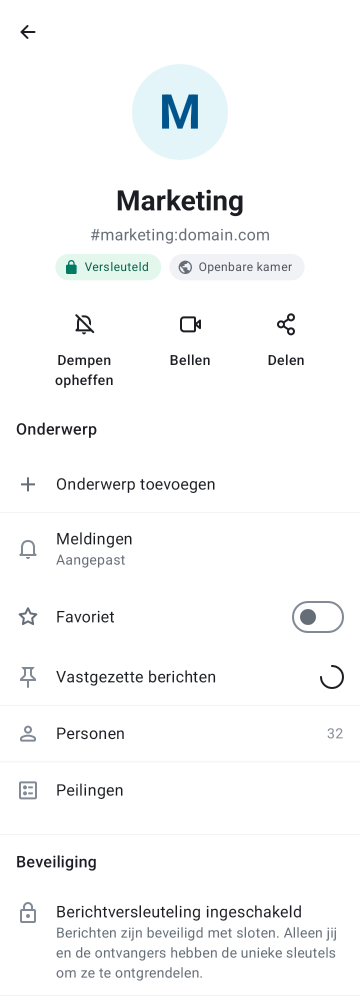 M
Marketing
#marketing:domain.com
Versleuteld
Openbare kamer
Dempen
opheffen
Bellen
Delen
Onderwerp
Onderwerp toevoegen
Meldingen
Aangepast
Favoriet
Vastgezette berichten
Personen
32
Peilingen
Beveiliging
Berichtversleuteling ingeschakeld
Berichten zijn beveiligd met sloten. Alleen jij
en de ontvangers hebben de unieke sleutels
om ze te ontgrendelen.